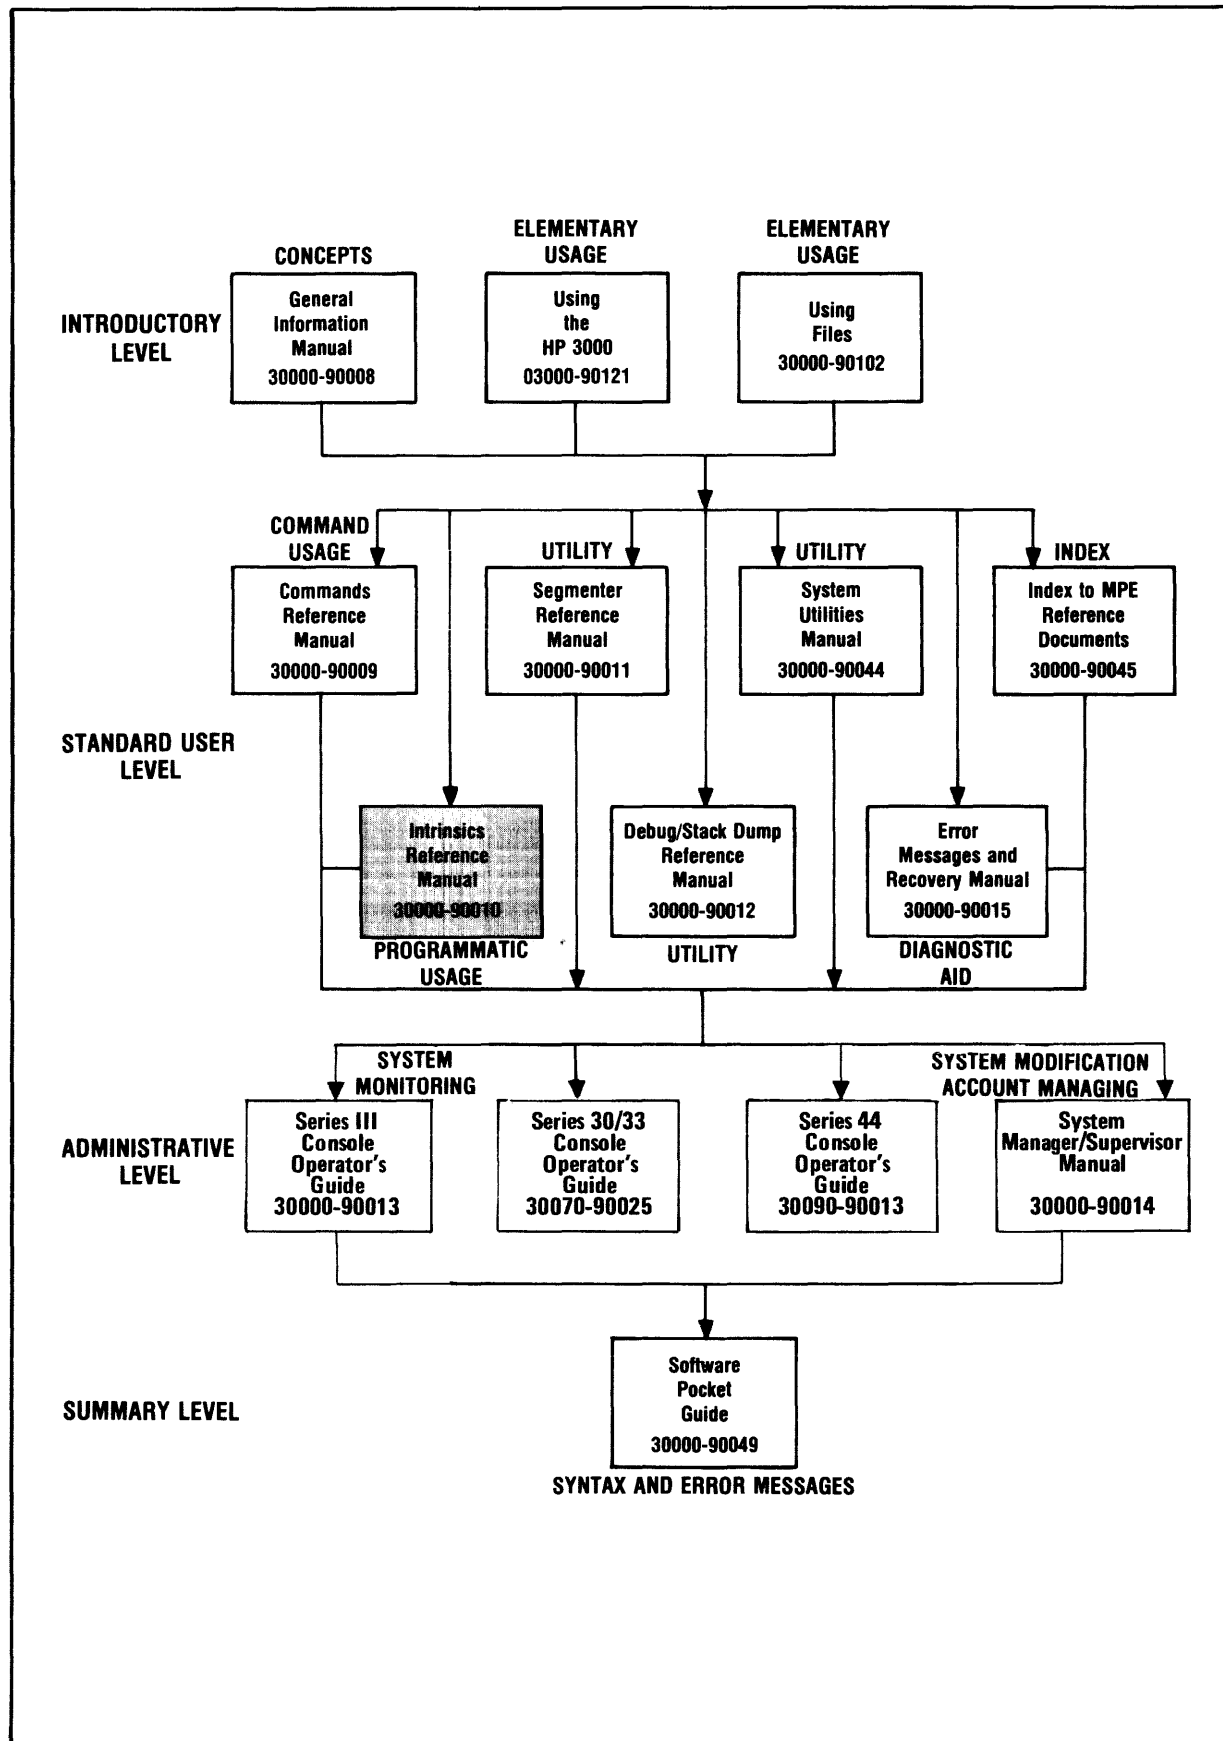 CONCEPTS
ELEMENTARY
USAGE
ELEMENTARY
USAGE
INTRODUCTORY
LEVEL
General
Information
Manual
30000-90008
Using
the
HP 3000
03000-90121
Using
Files
30000-90102
COMMAND
USAGE
UTILITY
UTILITY
INDEX
Commands
Reference
Manual
30000-90009
Segmenter
Reference
Manual
30000-90011
System
Utilities
Manual
30000-90044
Index to MPE
Reference
Documents
30000-90045
STANDARD USER
LEVEL
Intrinsics
Reference
Manual
30000-90010
PROGRAMMATIC
USAGE
Debug/Stack Dump
Reference
Manual
30000-90012
UTILITY
Error
Messages and
Recovery Manual
30000-90015
DIAGNOSTIC
AID
SYSTEM
MONITORING
SYSTEM MODIFICATION
ACCOUNT MANAGING
ADMINISTRATIVE
LEVEL
Series III
Console
Operator's
Guide
30000-90013
Series 30/33
Console
Operator's
Guide
30070-90025
Series 44
Console
Operator's
Guide
30090-90013
System
Manager/Supervisor
Manual
30000-90014
SUMMARY LEVEL
Software
Pocket
Guide
30000-90049
SYNTAX AND ERROR MESSAGES